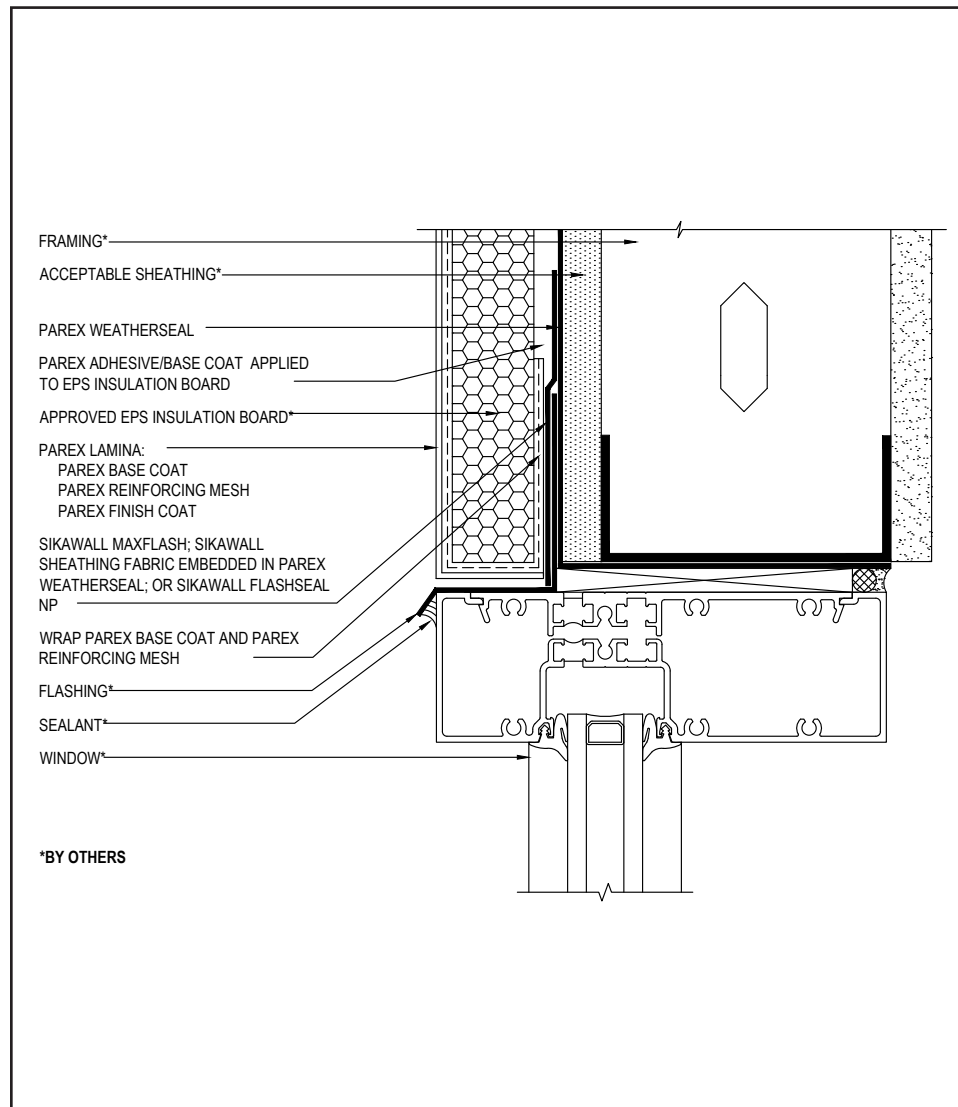 FRAMING*
ACCEPTABLE SHEATHING*
PAREX WEATHERSEAL
PAREX ADHESIVE/BASE COAT APPLIED
TO EPS INSULATION BOARD
APPROVED EPS INSULATION BOARD*
PAREX LAMINA:
PAREX BASE COAT
PAREX REINFORCING MESH
PAREX FINISH COAT
SIKAWALL MAXFLASH; SIKAWALL
SHEATHING FABRIC EMBEDDED IN PAREX
WEATHERSEAL; OR SIKAWALL FLASHSEAL
NP
WRAP PAREX BASE COAT AND PAREX
REINFORCING MESH
FLASHING*
SEALANT*
WINDOW*
*BY OTHERS